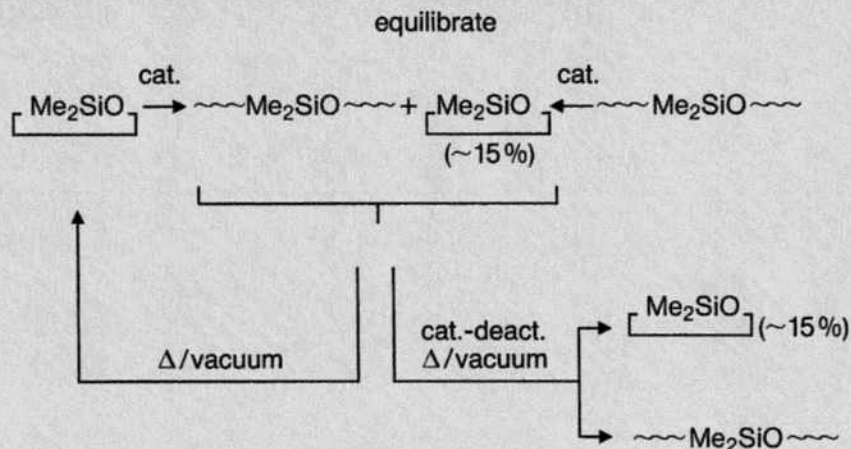 equilibrate
cat. cat.
Me₂SiO ~~~Me₂SiO~~~ + Me₂SiO ~~~Me₂SiO~~~
(~15%)
Me₂SiO (~15%)
cat.-deact.
Δ/vacuum Δ/vacuum
~~~Me₂SiO~~~